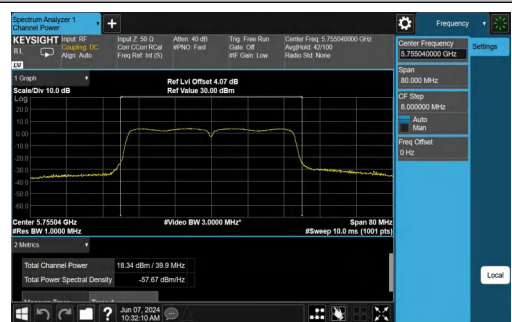 Spectrum Analyzer 1
Channel Power
Frequency
KEYSIGHT
Input: RF
Coupling: DC
Align: Auto
RL
LXI
Input Z: 50 Ω
Corr CCorr RCal
Freq Ref: Int (S)
Atten: 40 dB
#PNO: Fast
Trig: Free Run
Gate: Off
#IF Gain: Low
Center Freq: 5.755040000 GHz
Avg|Hold: 42/100
Radio Std: None
Center Frequency
5.755040000 GHz
Settings
Span
80.000 MHz
CF Step
8.000000 MHz
Auto
Man
Freq Offset
0 Hz
Local
1 Graph
Scale/Div 10.0 dB
Ref Lvl Offset 4.07 dB
Ref Value 30.00 dBm
Log
20.0
10.0
0.00
-10.0
-20.0
-30.0
-40.0
-50.0
-60.0
Center 5.75504 GHz
#Video BW 3.0000 MHz*
Span 80 MHz
#Res BW 1.0000 MHz
#Sweep 10.0 ms (1001 pts)
2 Metrics
Total Channel Power 18.34 dBm / 39.9 MHz
Total Power Spectral Density -57.67 dBm/Hz
Jun 07, 2024
10:32:10 AM